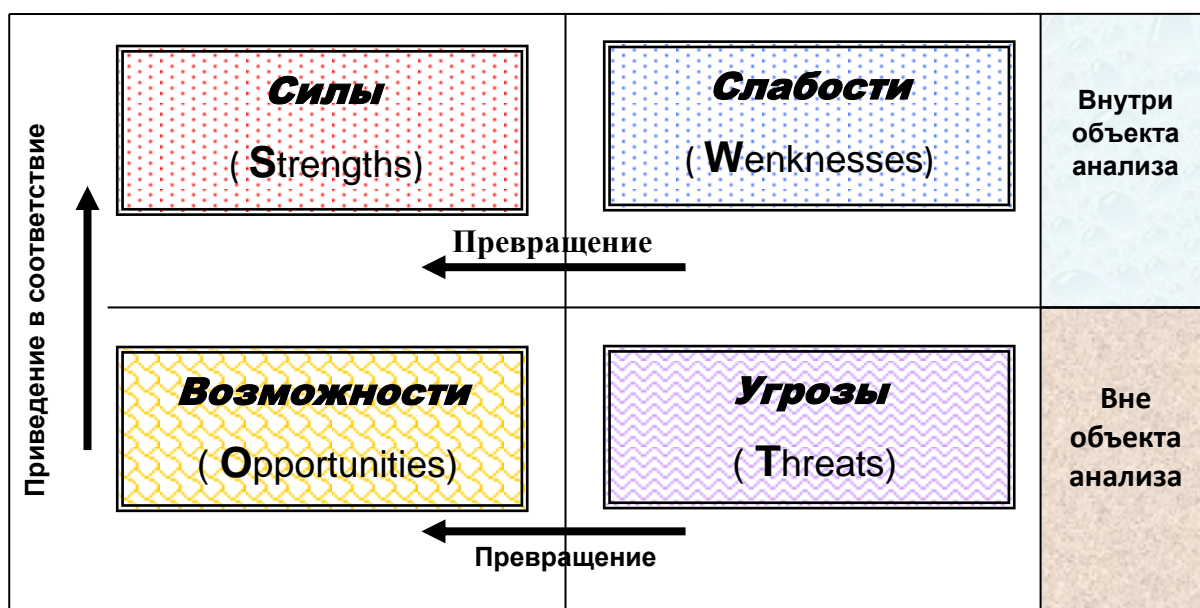 Приведение в соответствие
Силы
( Strengths)
Слабости
( Wenknesses)
Внутри
объекта
анализа
Превращение
Возможности
( Opportunities)
Угрозы
( Threats)
Вне
объекта
анализа
Превращение